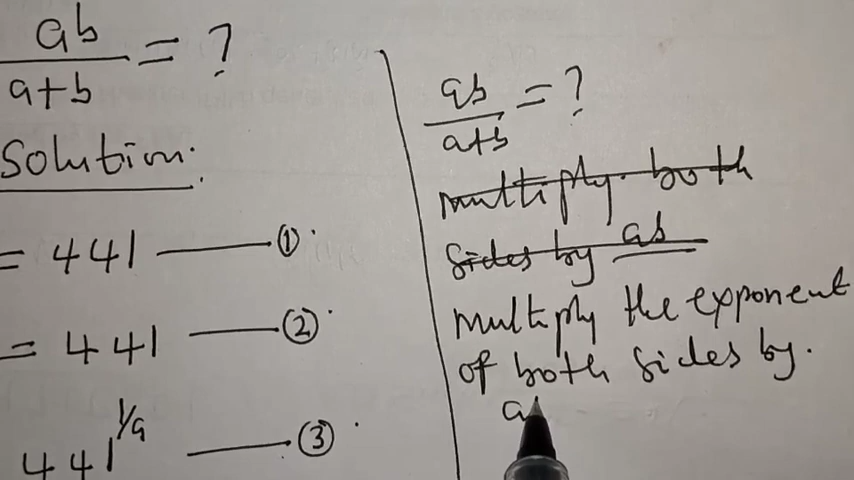 ab
—— = ?
a+b
Solution.
= 441 —— ①.
= 441 —— ②.
441^1/a —— ③.
ab
—— = ?
a+b
multiply. both
sides by ab
multiply the exponent
of both sides by.
a